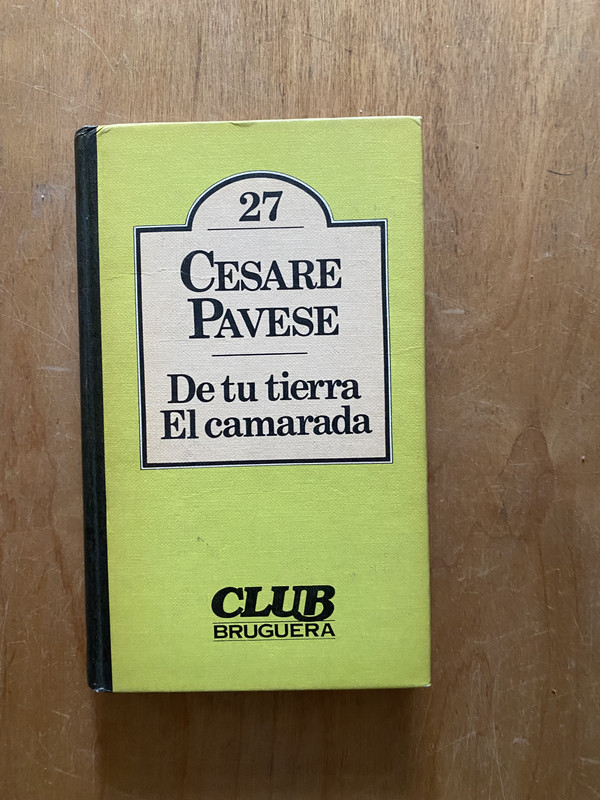 27
CESARE
PAVESE
De tu tierra
El camarada
CLUB
BRUGUERA